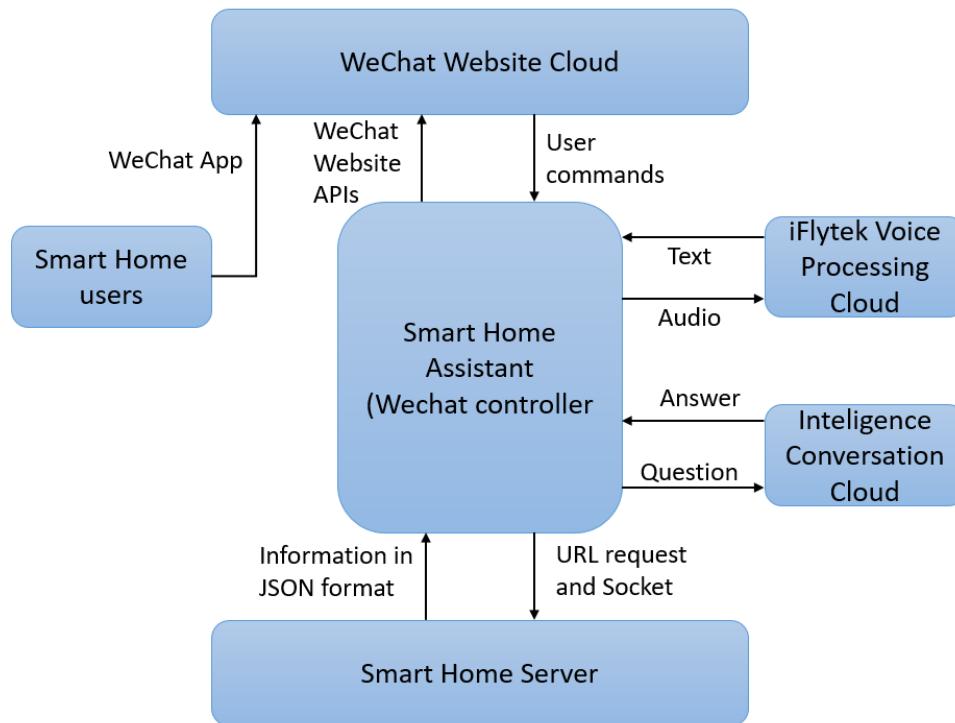 WeChat Website Cloud
WeChat App
WeChat
Website
APIs
User
commands
Smart Home
users
iFlytek Voice
Processing
Cloud
Text
Audio
Smart Home
Assistant
(Wechat controller
Answer
Question
Inteligence
Conversation
Cloud
Information in
JSON format
URL request
and Socket
Smart Home Server